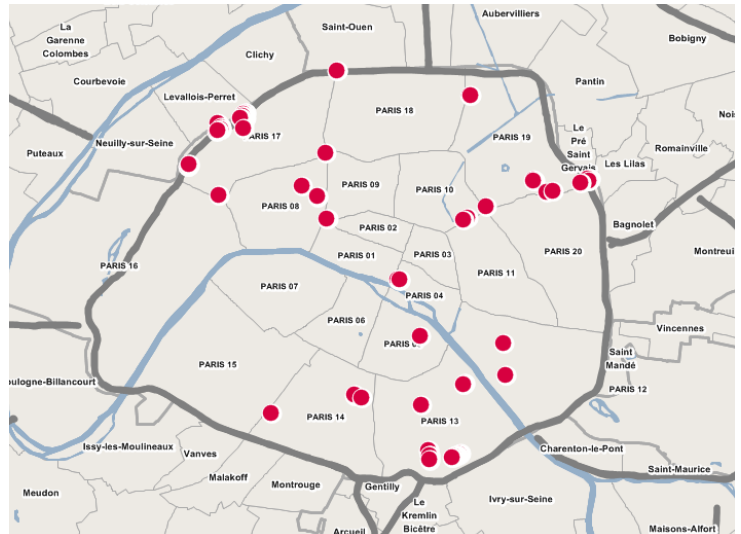 La
Garenne
Colombes
Saint-Ouen
Aubervilliers
Bobigny
Clichy
Courbevoie
Pantin
Levallois-Perret
PARIS 18
Neuilly-sur-Seine
PARIS 17
PARIS 19
Le
Pré
Saint
Gervais
Romainville
Puteaux
Les Lilas
PARIS 09
PARIS 10
PARIS 08
PARIS 02
Bagnolet
PARIS 01
PARIS 03
PARIS 20
Montreui
PARIS 16
PARIS 11
PARIS 07
PARIS 04
PARIS 06
Vincennes
Saint
Mandé
PARIS 15
oulogne-Billancourt
PARIS 12
PARIS 14
PARIS 13
Issy-les-Moulineaux
Vanves
Charenton-le-Pont
Saint-Maurice
Malakoff
Montrouge
Gentilly
Meudon
Le
Kremlin
Bicêtre
Ivry-sur-Seine
Arcueil
Maisons-Alfort